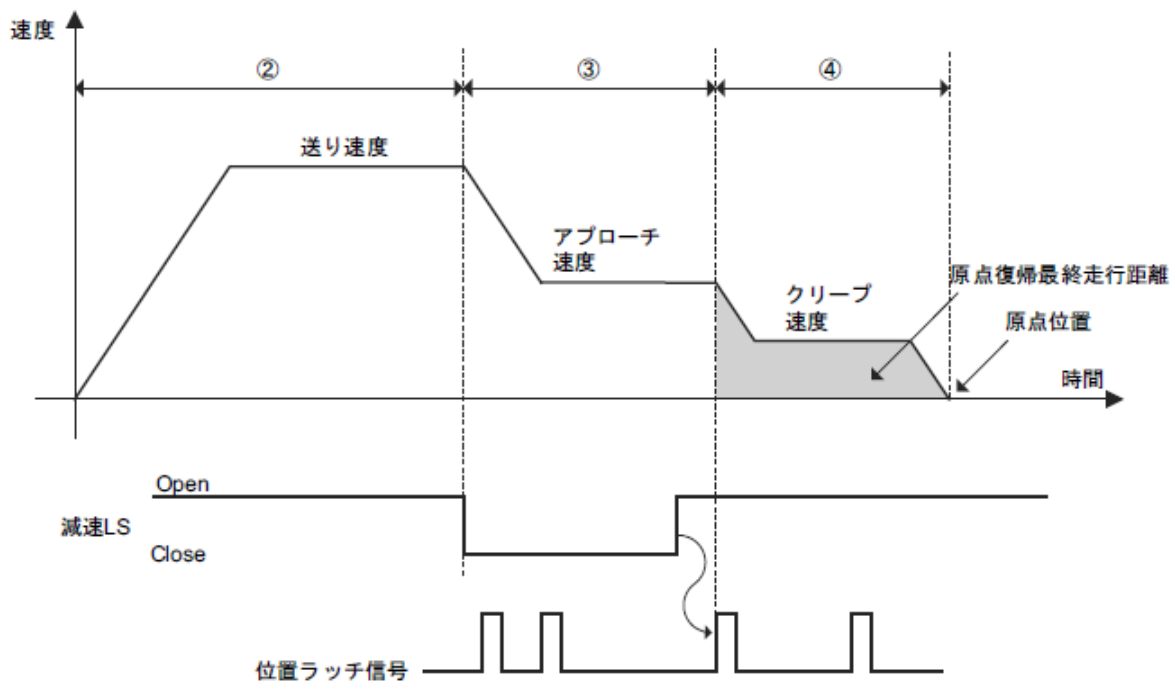 速度
②
③
④
送り速度
アプローチ
速度
クリープ
速度
原点復帰最終走行距離
原点位置
時間
Open
減速LS
Close
位置ラッチ信号